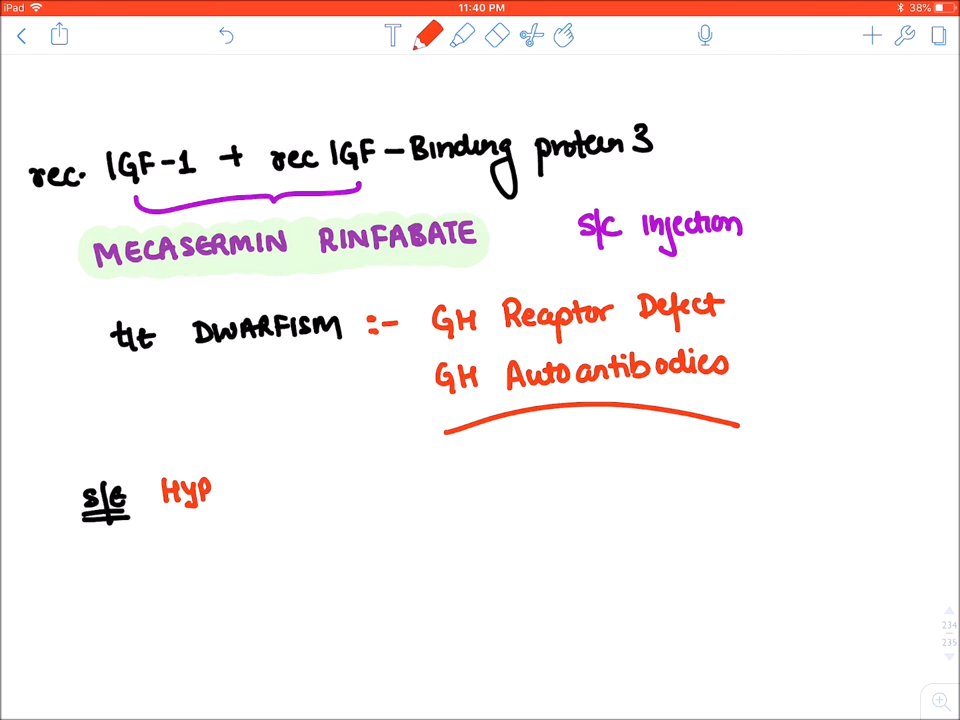 iPad 11:40 PM 38%
T
rec. IGF-1 + rec IGF-Binding protein 3
MECASERMIN RINFABATE s/c Injection
t/t DWARFISM :- GH Receptor Defect
GH Autoantibodies
s/e Hyp
234
235